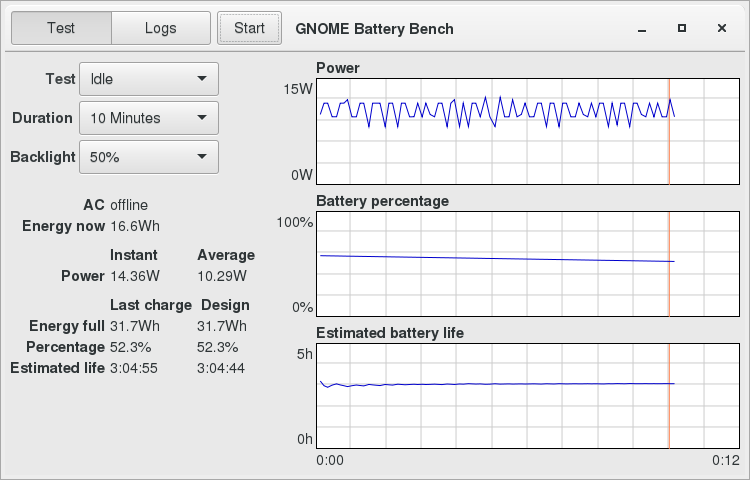 Test Logs Start GNOME Battery Bench
Test Idle
Duration 10 Minutes
Backlight 50%
AC offline
Energy now 16.6Wh
Instant Average
Power 14.36W 10.29W
Last charge Design
Energy full 31.7Wh 31.7Wh
Percentage 52.3% 52.3%
Estimated life 3:04:55 3:04:44
Power
15W
0W
Battery percentage
100%
0%
Estimated battery life
5h
0h
0:00 0:12